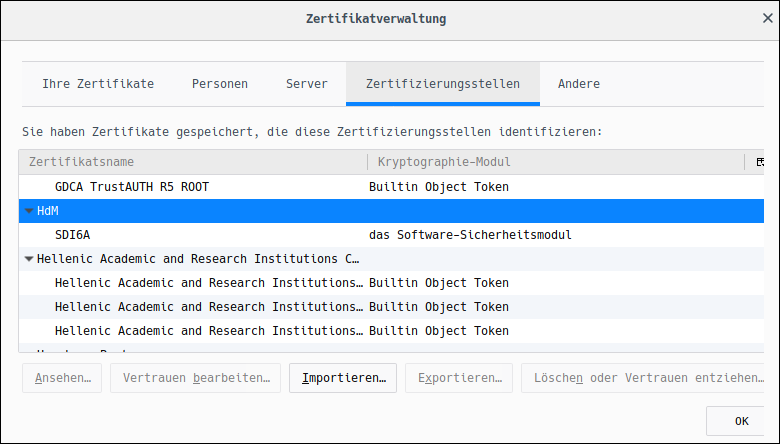 Zertifikatverwaltung
Ihre Zertifikate Personen Server Zertifizierungsstellen Andere
Sie haben Zertifikate gespeichert, die diese Zertifizierungsstellen identifizieren:
Zertifikatsname Kryptographie-Modul
GDCA TrustAUTH R5 ROOT Builtin Object Token
HdM
SDI6A das Software-Sicherheitsmodul
Hellenic Academic and Research Institutions C…
Hellenic Academic and Research Institutions… Builtin Object Token
Hellenic Academic and Research Institutions… Builtin Object Token
Hellenic Academic and Research Institutions… Builtin Object Token
Ansehen… Vertrauen bearbeiten… Importieren… Exportieren… Löschen oder Vertrauen entziehen…
OK